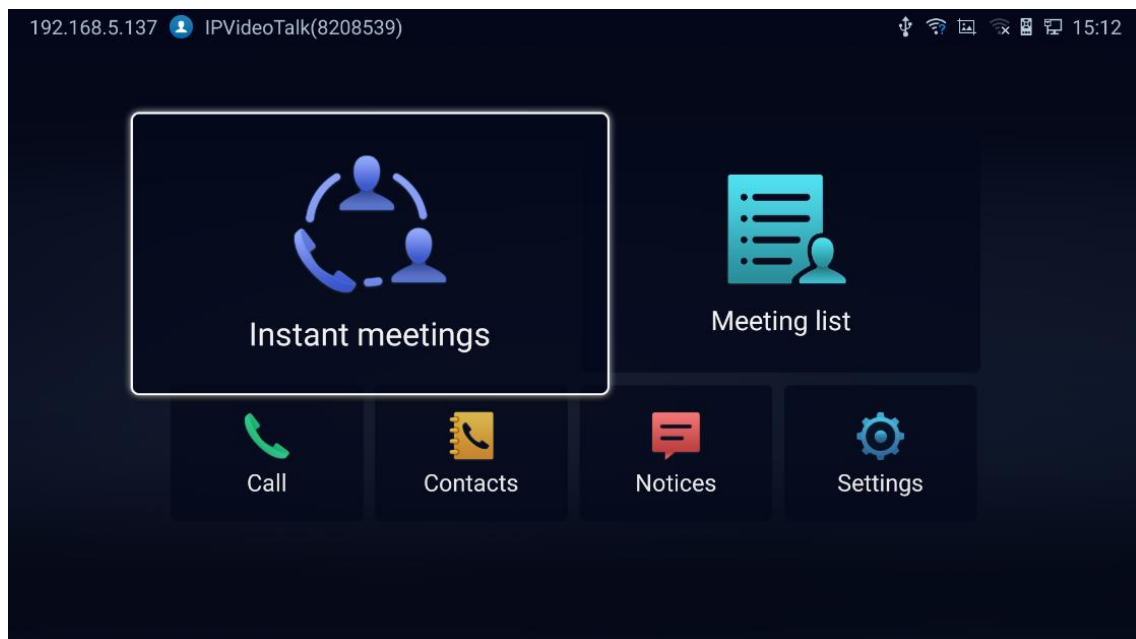 192.168.5.137 IPVideoTalk(8208539) 15:12
Instant meetings
Meeting list
Call
Contacts
Notices
Settings